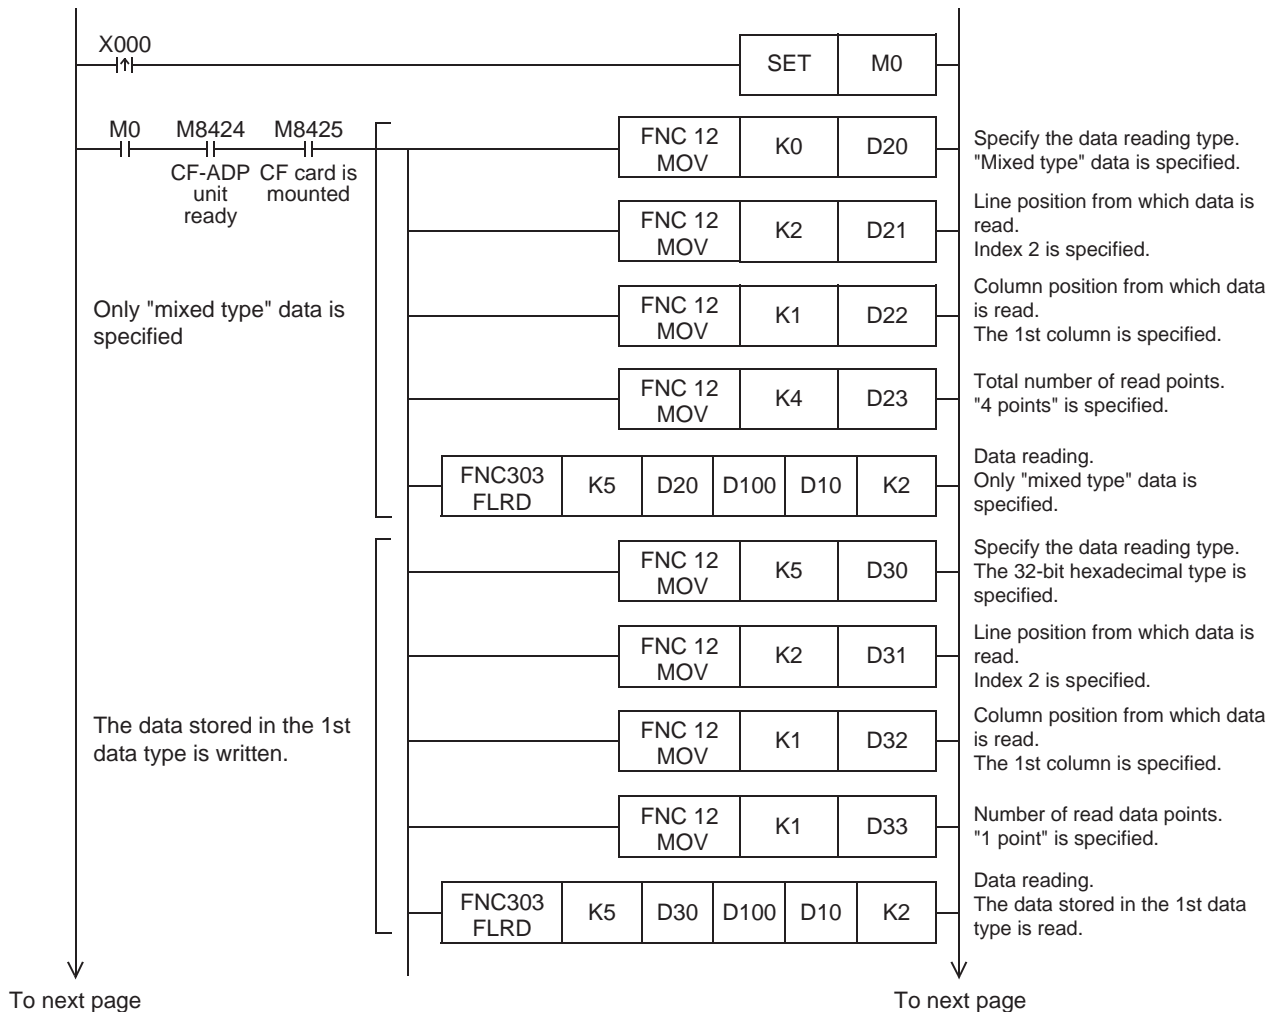 X000
SET M0
M0 M8424 M8425
CF-ADP unit ready
CF card is mounted
FNC 12 MOV K0 D20
Specify the data reading type.
"Mixed type" data is specified.
FNC 12 MOV K2 D21
Line position from which data is
read.
Index 2 is specified.
Only "mixed type" data is
specified
FNC 12 MOV K1 D22
Column position from which data
is read.
The 1st column is specified.
FNC 12 MOV K4 D23
Total number of read points.
"4 points" is specified.
FNC303 FLRD K5 D20 D100 D10 K2
Data reading.
Only "mixed type" data is
specified.
FNC 12 MOV K5 D30
Specify the data reading type.
The 32-bit hexadecimal type is
specified.
FNC 12 MOV K2 D31
Line position from which data is
read.
Index 2 is specified.
The data stored in the 1st
data type is written.
FNC 12 MOV K1 D32
Column position from which data
is read.
The 1st column is specified.
FNC 12 MOV K1 D33
Number of read data points.
"1 point" is specified.
FNC303 FLRD K5 D30 D100 D10 K2
Data reading.
The data stored in the 1st data
type is read.
To next page
To next page